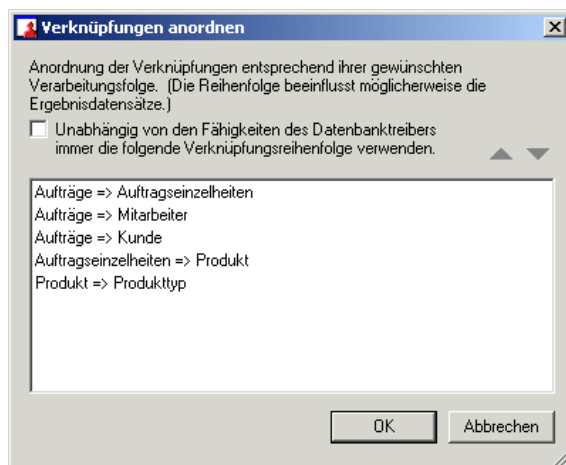 Verknüpfungen anordnen
Anordnung der Verknüpfungen entsprechend ihrer gewünschten
Verarbeitungsfolge. (Die Reihenfolge beeinflusst möglicherweise die
Ergebnisdatensätze.)
Unabhängig von den Fähigkeiten des Datenbanktreibers
immer die folgende Verknüpfungsreihenfolge verwenden.
Aufträge => Auftragseinzelheiten
Aufträge => Mitarbeiter
Aufträge => Kunde
Auftragseinzelheiten => Produkt
Produkt => Produkttyp
OK
Abbrechen